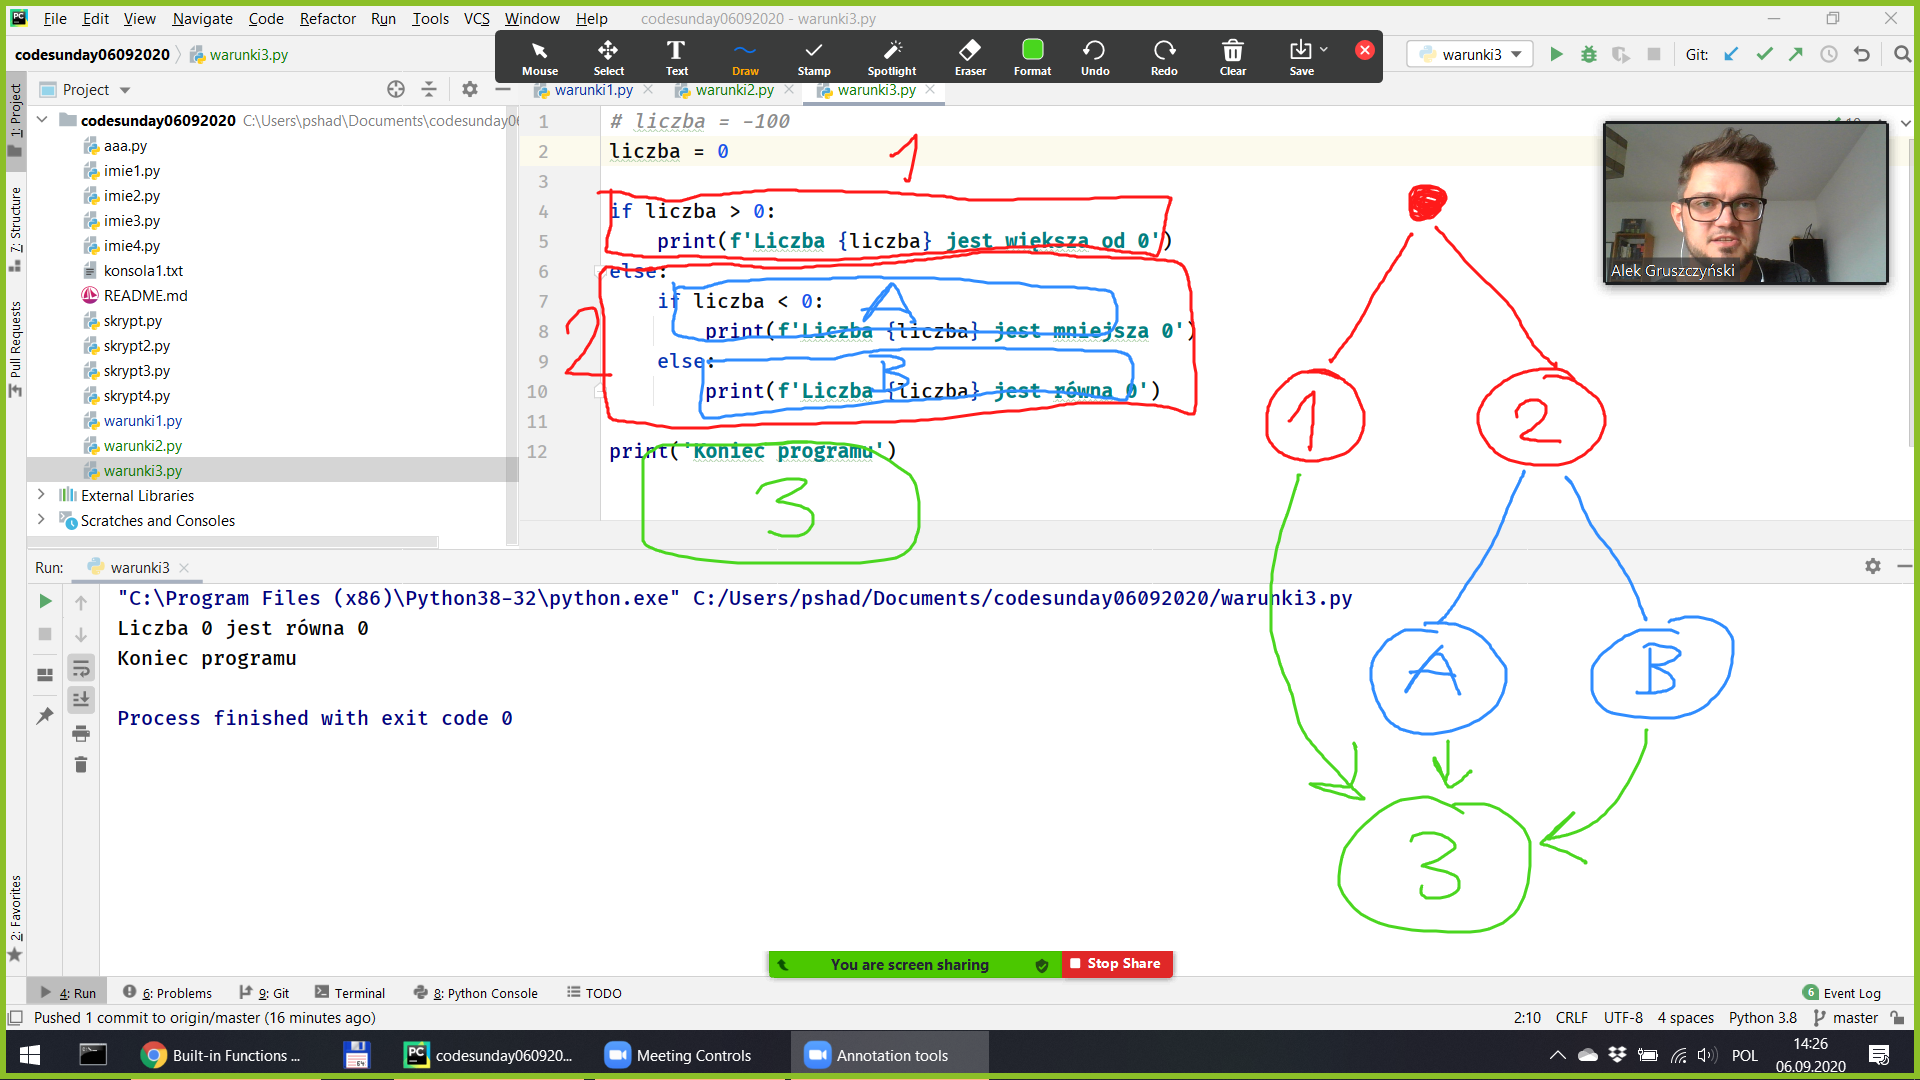 File Edit View Navigate Code Refactor Run Tools VCS Window Help codesunday06092020 - warunki3.py
codesunday06092020 warunki3.py
Mouse Select Text Draw Stamp Spotlight Eraser Format Undo Redo Clear Save
warunki3 Git:
Project
warunki1.py warunki2.py warunki3.py
1: Project
7: Structure
Pull Requests
2: Favorites
codesunday06092020 C:\Users\pshad\Documents\codesunday0
aaa.py
imie1.py
imie2.py
imie3.py
imie4.py
konsola1.txt
README.md
skrypt.py
skrypt2.py
skrypt3.py
skrypt4.py
warunki1.py
warunki2.py
warunki3.py
External Libraries
Scratches and Consoles
1 # liczba = -100
2 liczba = 0
3
4 if liczba > 0:
5 print(f'Liczba {liczba} jest większa od 0')
6 else:
7 if liczba < 0:
8 print(f'Liczba {liczba} jest mniejsza 0')
9 else:
10 print(f'Liczba {liczba} jest równa 0')
11
12 print('Koniec programu')
1
2
A
B
3
Alek Gruszczyński
1 2
A B
3
Run: warunki3
"C:\Program Files (x86)\Python38-32\python.exe" C:/Users/pshad/Documents/codesunday06092020/warunki3.py
Liczba 0 jest równa 0
Koniec programu
Process finished with exit code 0
You are screen sharing Stop Share
4: Run 6: Problems 9: Git Terminal 8: Python Console TODO 6 Event Log
Pushed 1 commit to origin/master (16 minutes ago) 2:10 CRLF UTF-8 4 spaces Python 3.8 master
Built-in Functions ... codesunday060920... Meeting Controls Annotation tools POL 14:26
06.09.2020